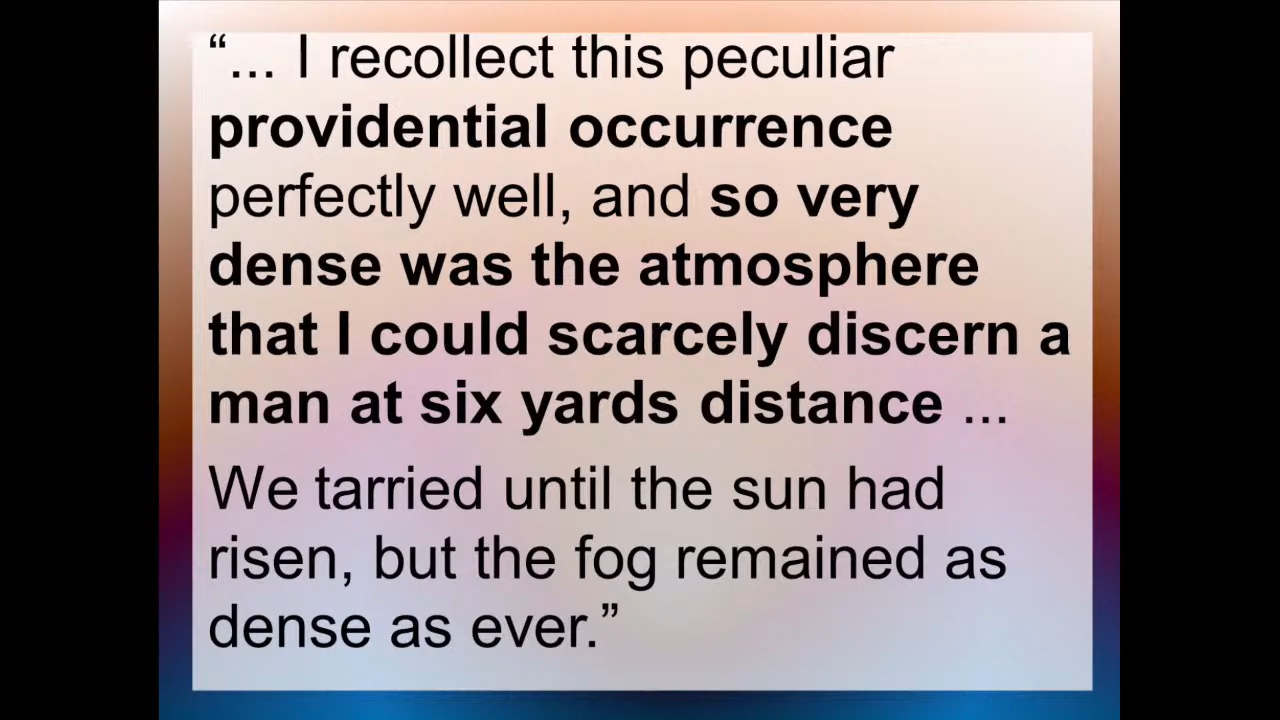 “... I recollect this peculiar
providential occurrence
perfectly well, and so very
dense was the atmosphere
that I could scarcely discern a
man at six yards distance ...
We tarried until the sun had
risen, but the fog remained as
dense as ever.”